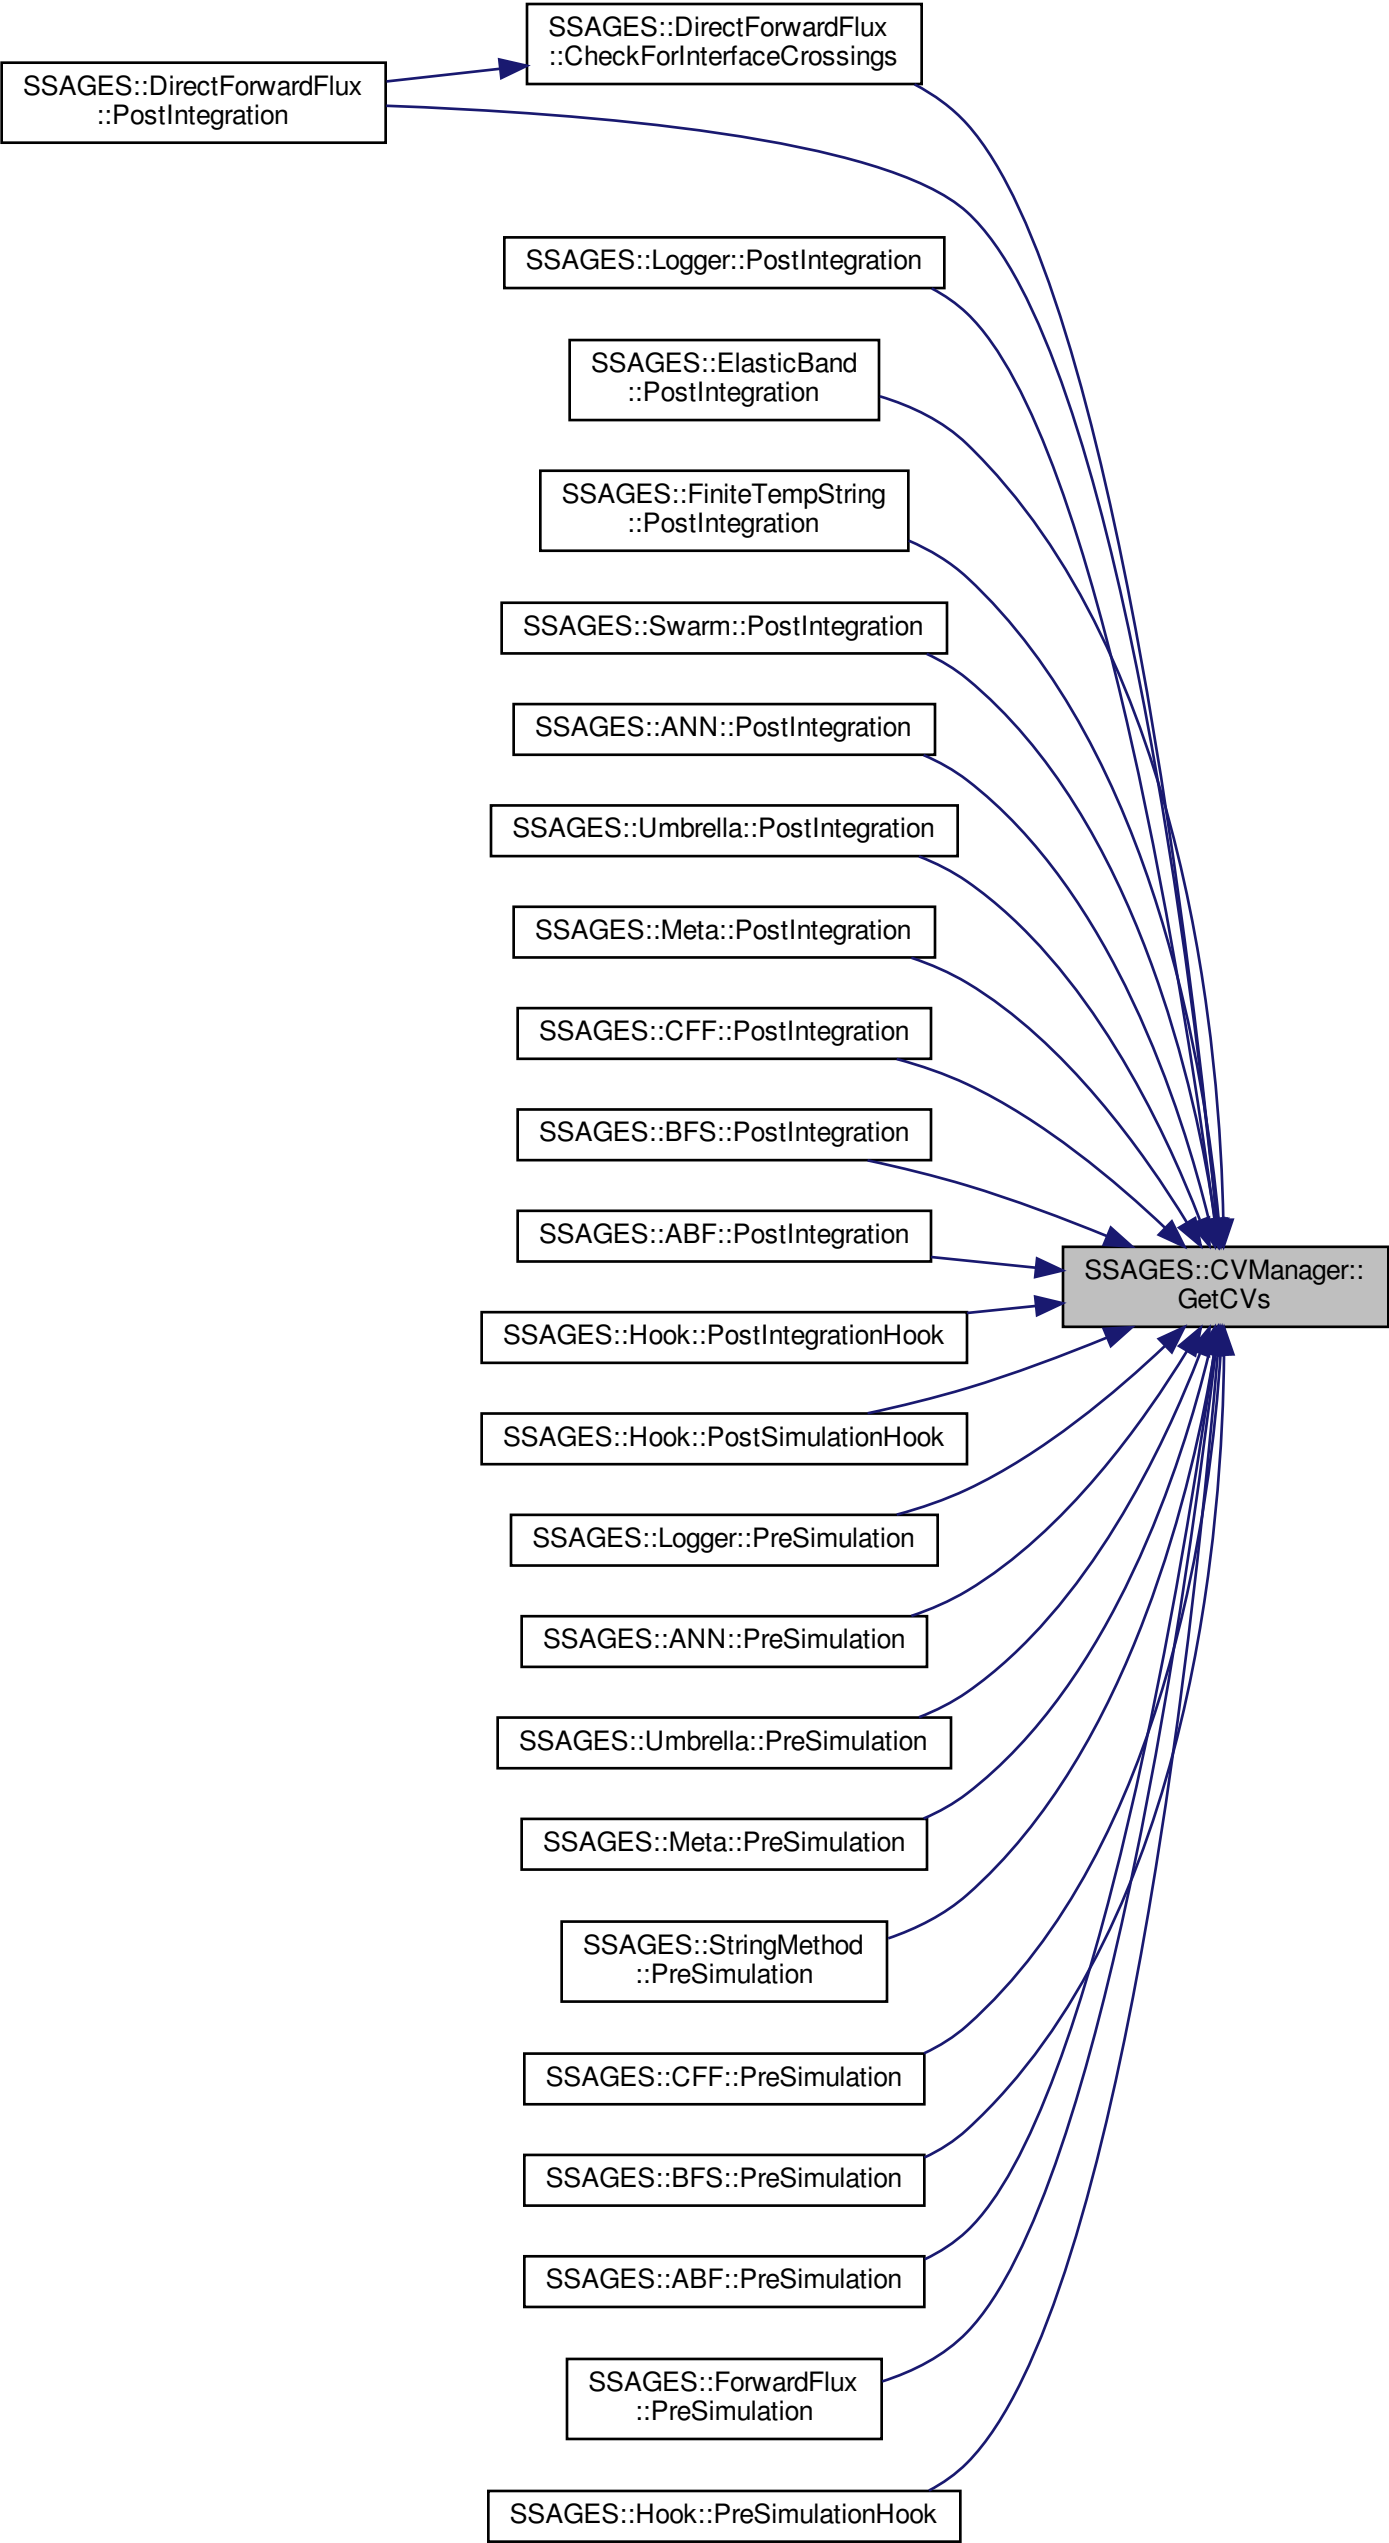 SSAGES::DirectForwardFlux
::CheckForInterfaceCrossings
SSAGES::DirectForwardFlux
::PostIntegration
SSAGES::Logger::PostIntegration
SSAGES::ElasticBand
::PostIntegration
SSAGES::FiniteTempString
::PostIntegration
SSAGES::Swarm::PostIntegration
SSAGES::ANN::PostIntegration
SSAGES::Umbrella::PostIntegration
SSAGES::Meta::PostIntegration
SSAGES::CFF::PostIntegration
SSAGES::BFS::PostIntegration
SSAGES::ABF::PostIntegration
SSAGES::CVManager::
GetCVs
SSAGES::Hook::PostIntegrationHook
SSAGES::Hook::PostSimulationHook
SSAGES::Logger::PreSimulation
SSAGES::ANN::PreSimulation
SSAGES::Umbrella::PreSimulation
SSAGES::Meta::PreSimulation
SSAGES::StringMethod
::PreSimulation
SSAGES::CFF::PreSimulation
SSAGES::BFS::PreSimulation
SSAGES::ABF::PreSimulation
SSAGES::ForwardFlux
::PreSimulation
SSAGES::Hook::PreSimulationHook